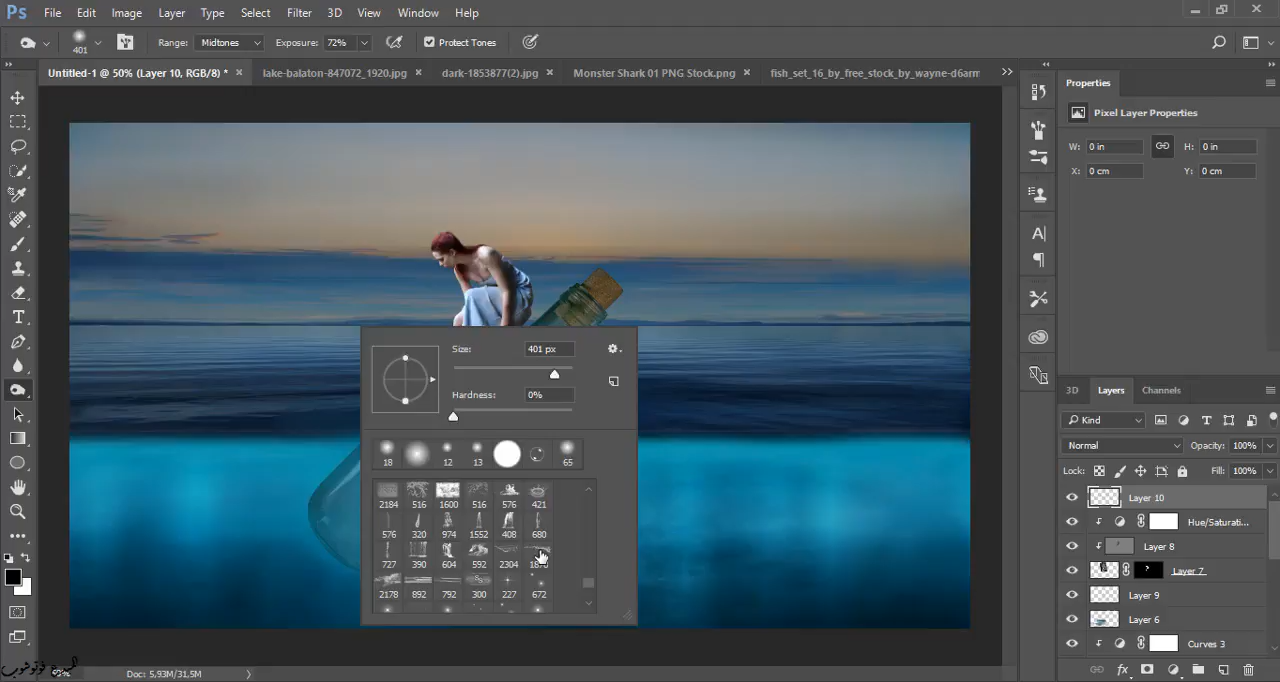 Ps File Edit Image Layer Type Select Filter 3D View Window Help
401 Range: Midtones Exposure: 72% Protect Tones
Untitled-1 @ 50% (Layer 10, RGB/8) * × lake-balaton-847072_1920.jpg × dark-1853877(2).jpg × Monster Shark 01 PNG Stock.png × fish_set_16_by_free_stock_by_wayne-d6arm
Properties
Pixel Layer Properties
W: 0 in H: 0 in
X: 0 cm Y: 0 cm
Size: 401 px
Hardness: 0%
18 12 13 65
2184 516 1600 516 576 421
576 320 974 1552 408 680
727 390 604 592 2304
2178 892 792 300 227 672
3D Layers Channels
Kind
Normal Opacity: 100%
Lock: Fill: 100%
Layer 10
Hue/Saturati...
Layer 8
Layer 7
Layer 9
Layer 6
Curves 3
Doc: 5,93M/31,5M